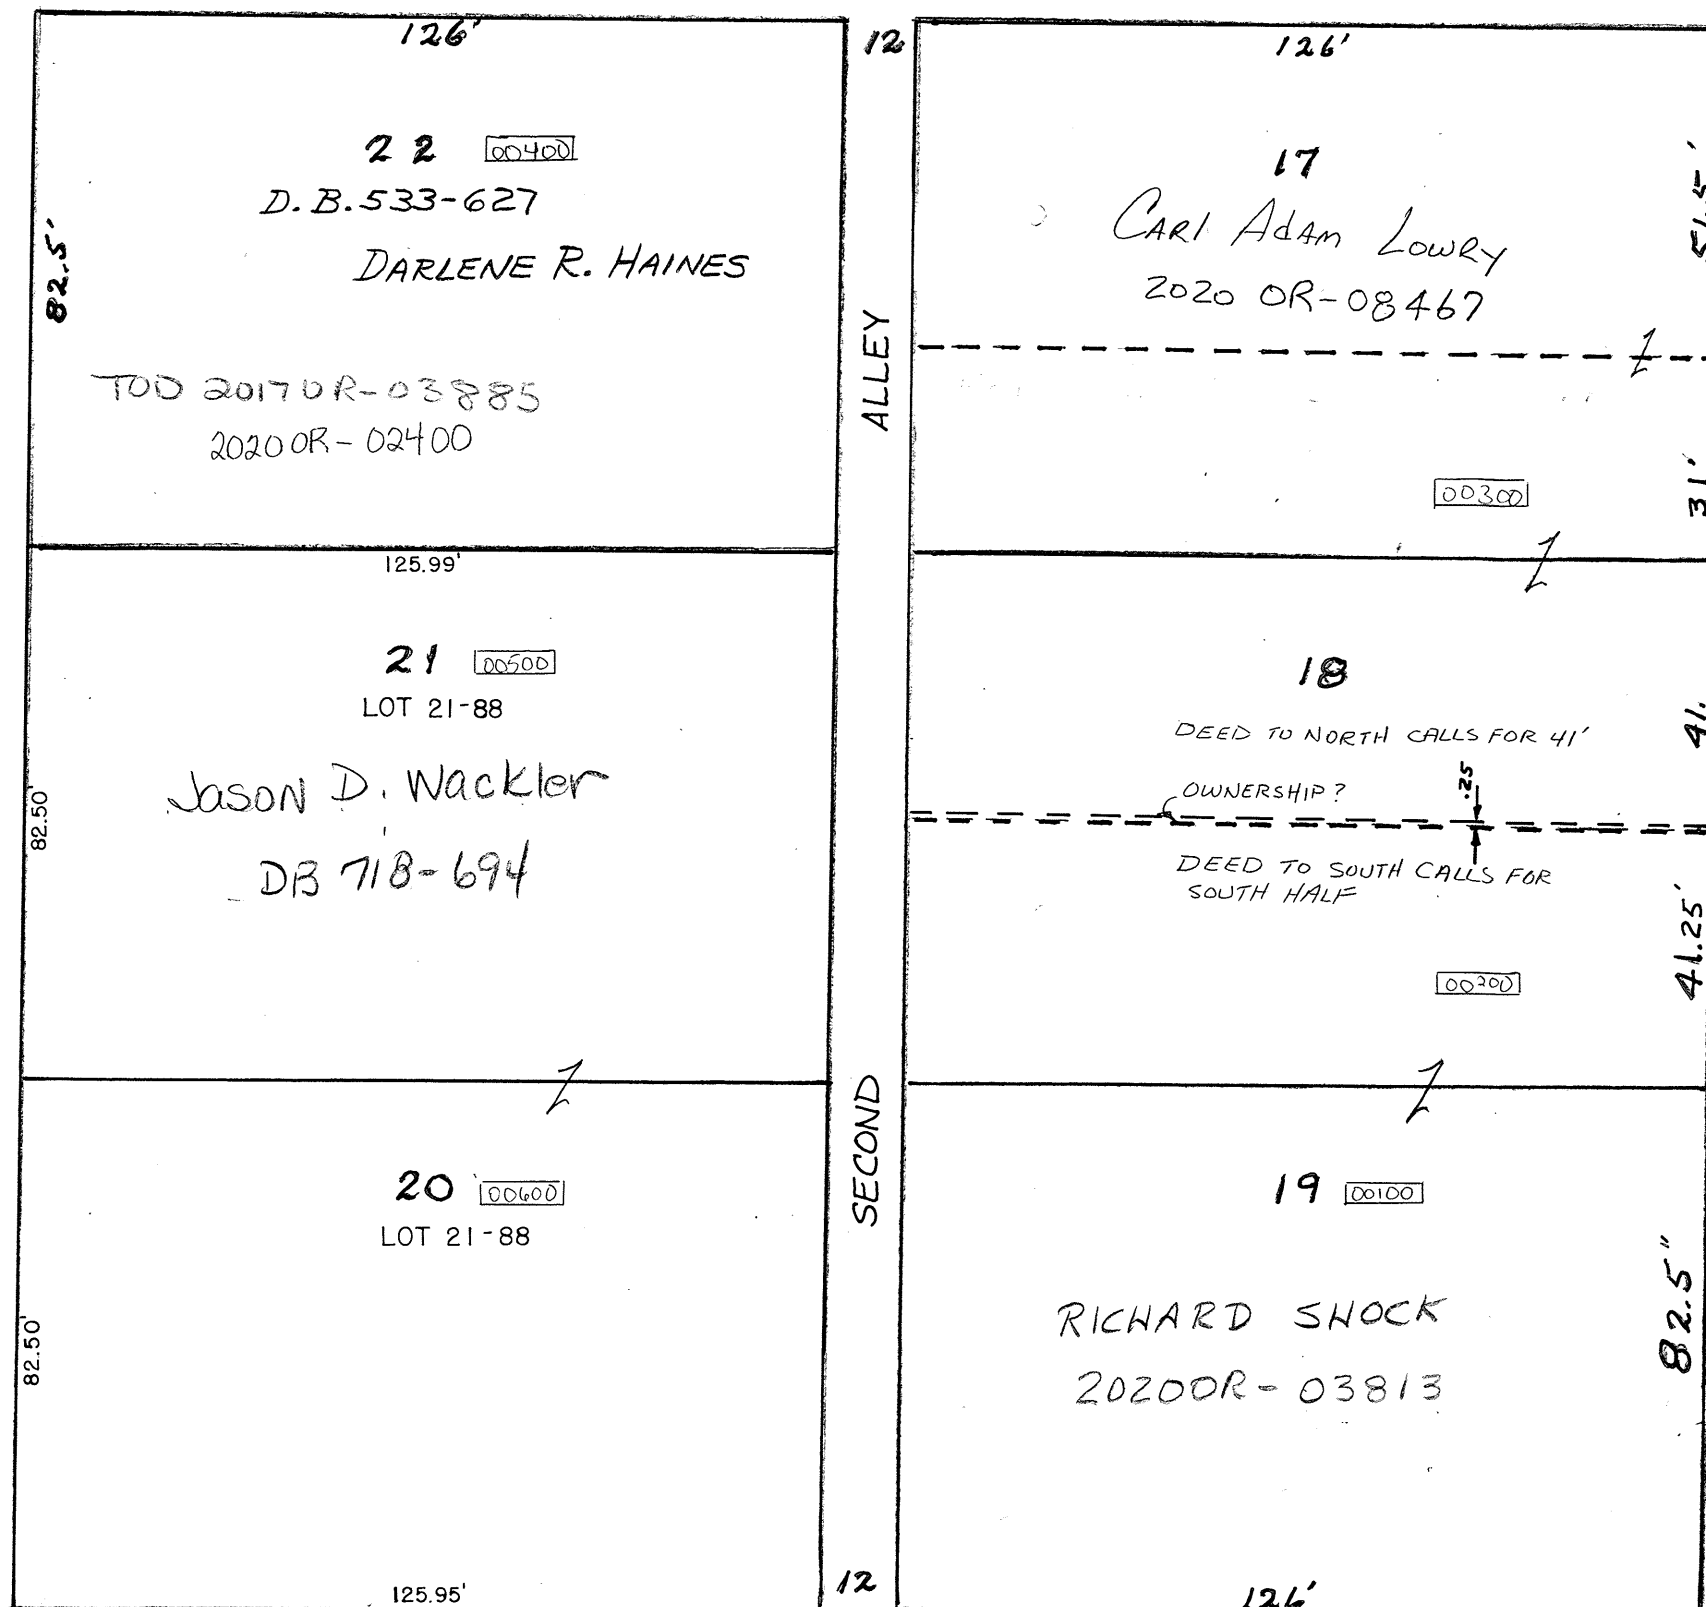 126'
22 00400
D.B. 533-627
DARLENE R. HAINES
82.5'
TOD 2017OR-03885
2020OR-02400
125.99'
21 00500
LOT 21-88
Jason D. Wackler
DB 718-694
82.50'
20 00600
LOT 21-88
82.50'
125.95'
12
ALLEY
SECOND
12
126'
17
CARl AdAm LowRy
2020 OR-08467
51.5'
31'
00300
18
DEED TO NORTH CALLS FOR 41'
OWNERSHIP?
.25
41.
DEED TO SOUTH CALLS FOR
SOUTH HALF
41.25'
00200
19 00100
RICHARD SHOCK
2020OR-03813
82.5"
126'